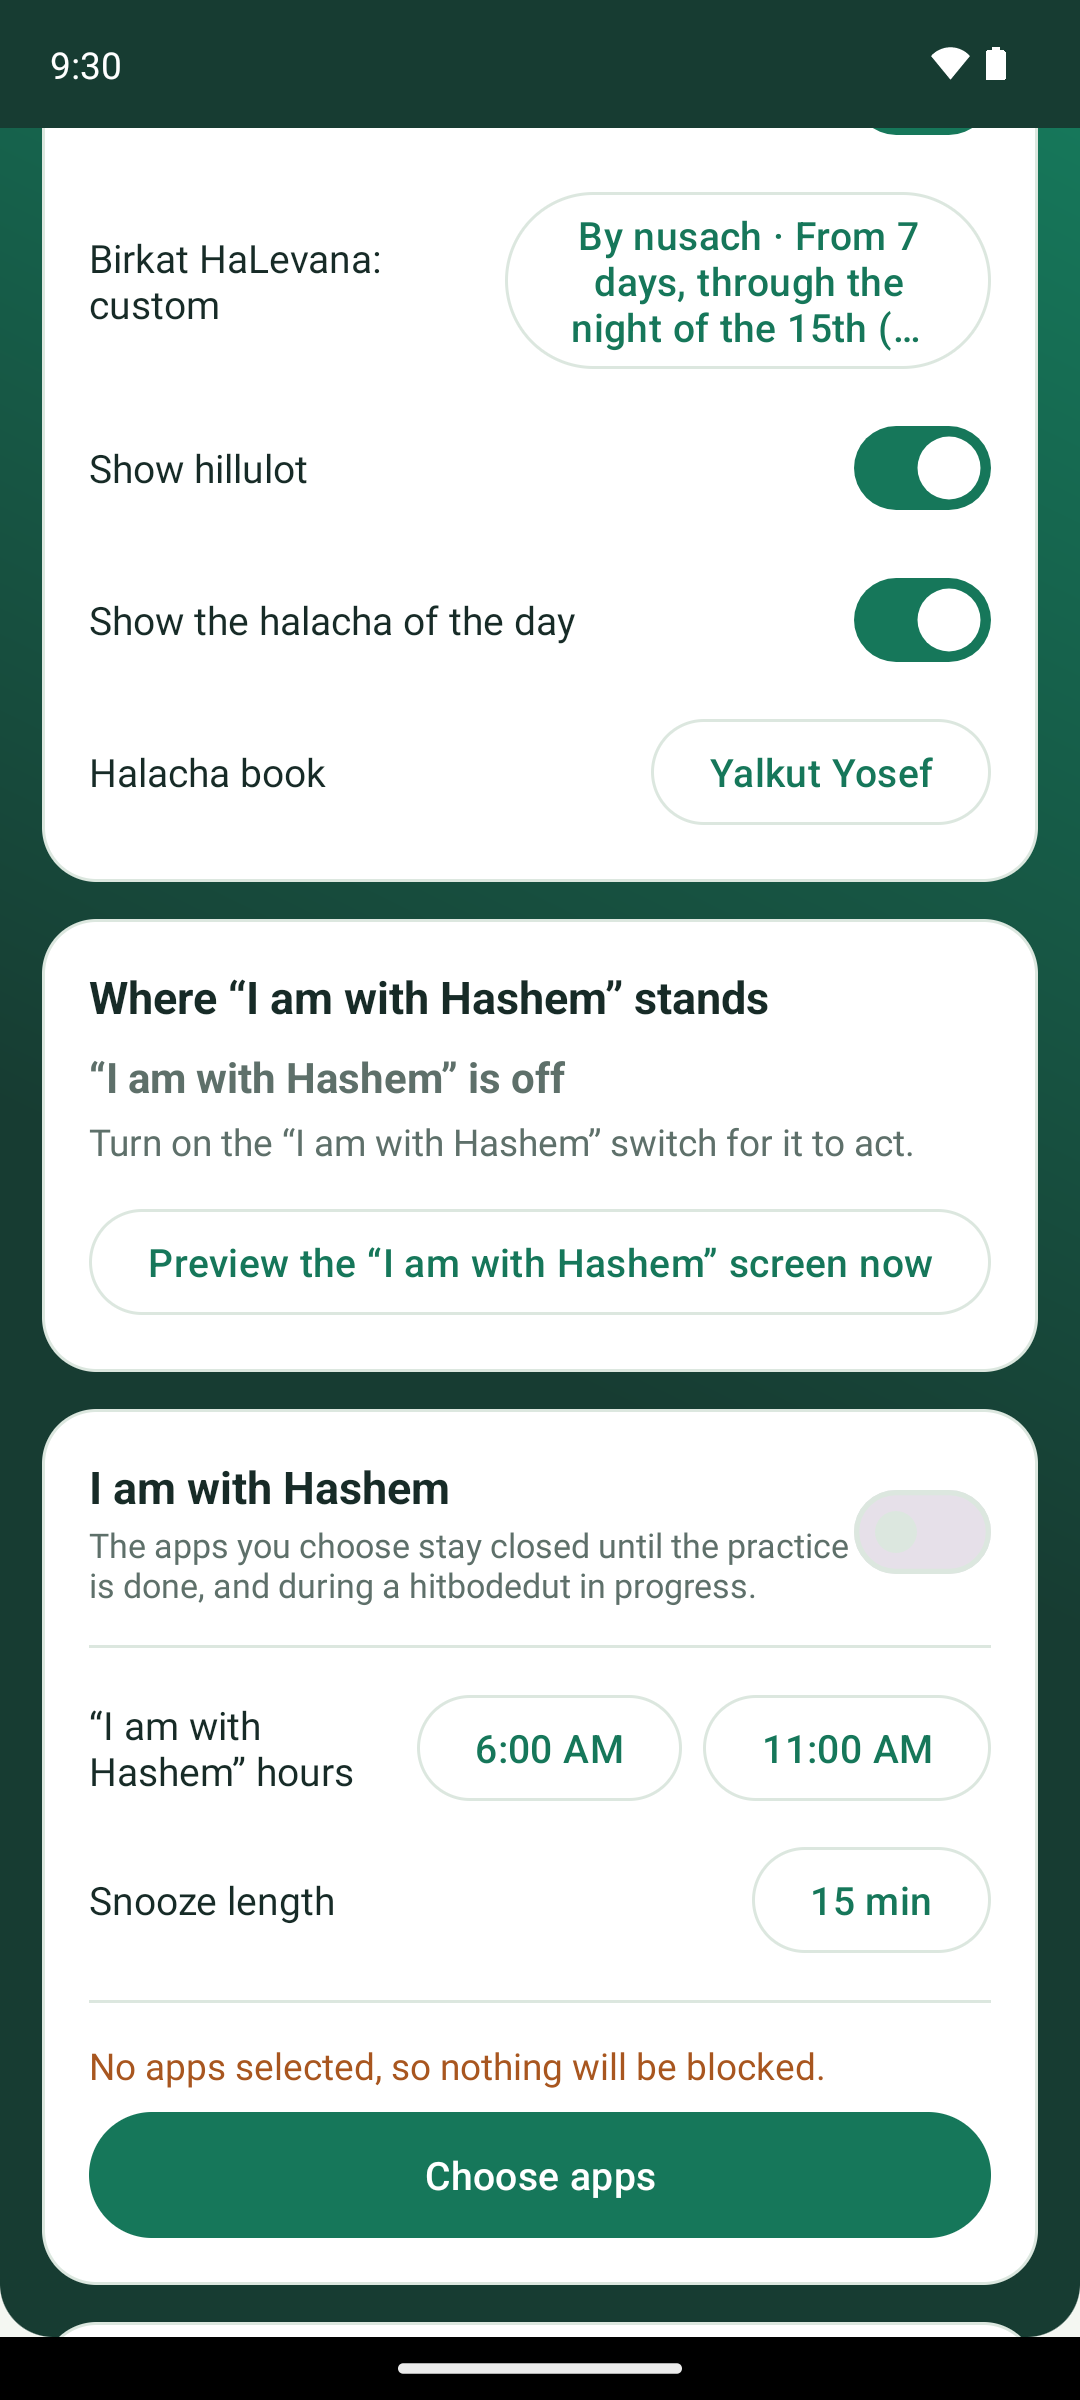 9:30
Birkat HaLevana:
custom
By nusach · From 7
days, through the
night of the 15th (…
Show hillulot
Show the halacha of the day
Halacha book
Yalkut Yosef
Where “I am with Hashem” stands
“I am with Hashem” is off
Turn on the “I am with Hashem” switch for it to act.
Preview the “I am with Hashem” screen now
I am with Hashem
The apps you choose stay closed until the practice
is done, and during a hitbodedut in progress.
“I am with
Hashem” hours
6:00 AM
11:00 AM
Snooze length
15 min
No apps selected, so nothing will be blocked.
Choose apps